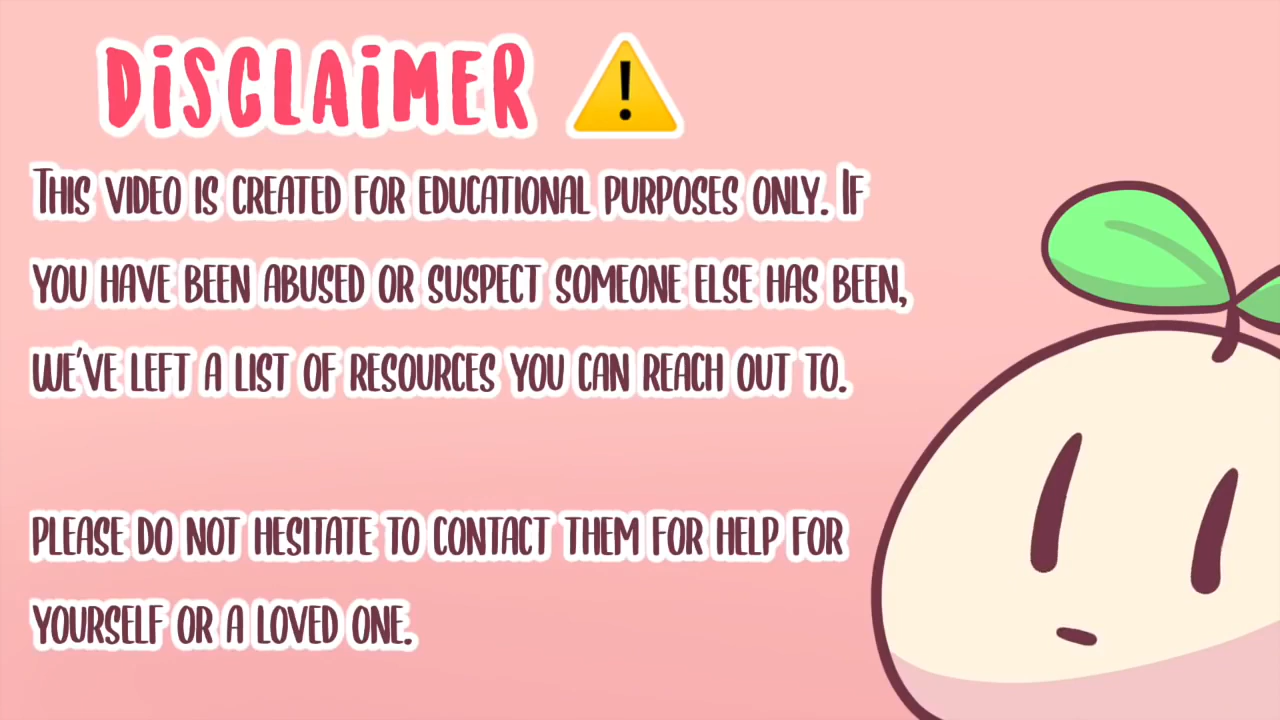 DiSCLAiMER ⚠️
THIS VIDEO IS CREATED FOR EDUCATIONAL PURPOSES ONLY. IF
YOU HAVE BEEN ABUSED OR SUSPECT SOMEONE ELSE HAS BEEN,
WE'VE LEFT A LIST OF RESOURCES YOU CAN REACH OUT TO.
PLEASE DO NOT HESITATE TO CONTACT THEM FOR HELP FOR
YOURSELF OR A LOVED ONE.